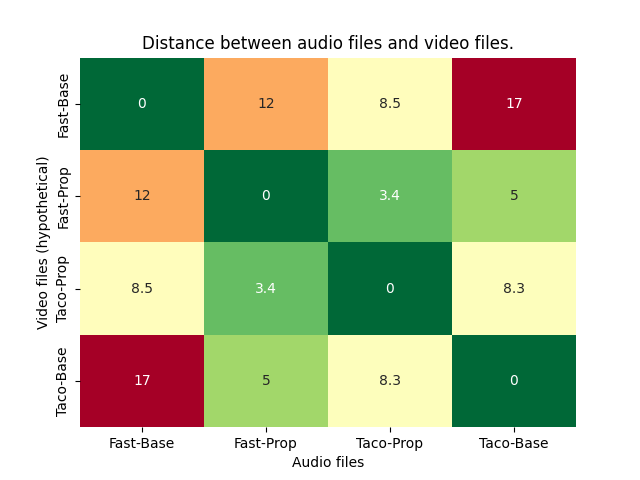 Distance between audio files and video files.
Video files (hypothetical)
Fast-Base
0
12
8.5
17
Fast-Prop
12
0
3.4
5
Taco-Prop
8.5
3.4
0
8.3
Taco-Base
17
5
8.3
0
Fast-Base
Fast-Prop
Taco-Prop
Taco-Base
Audio files